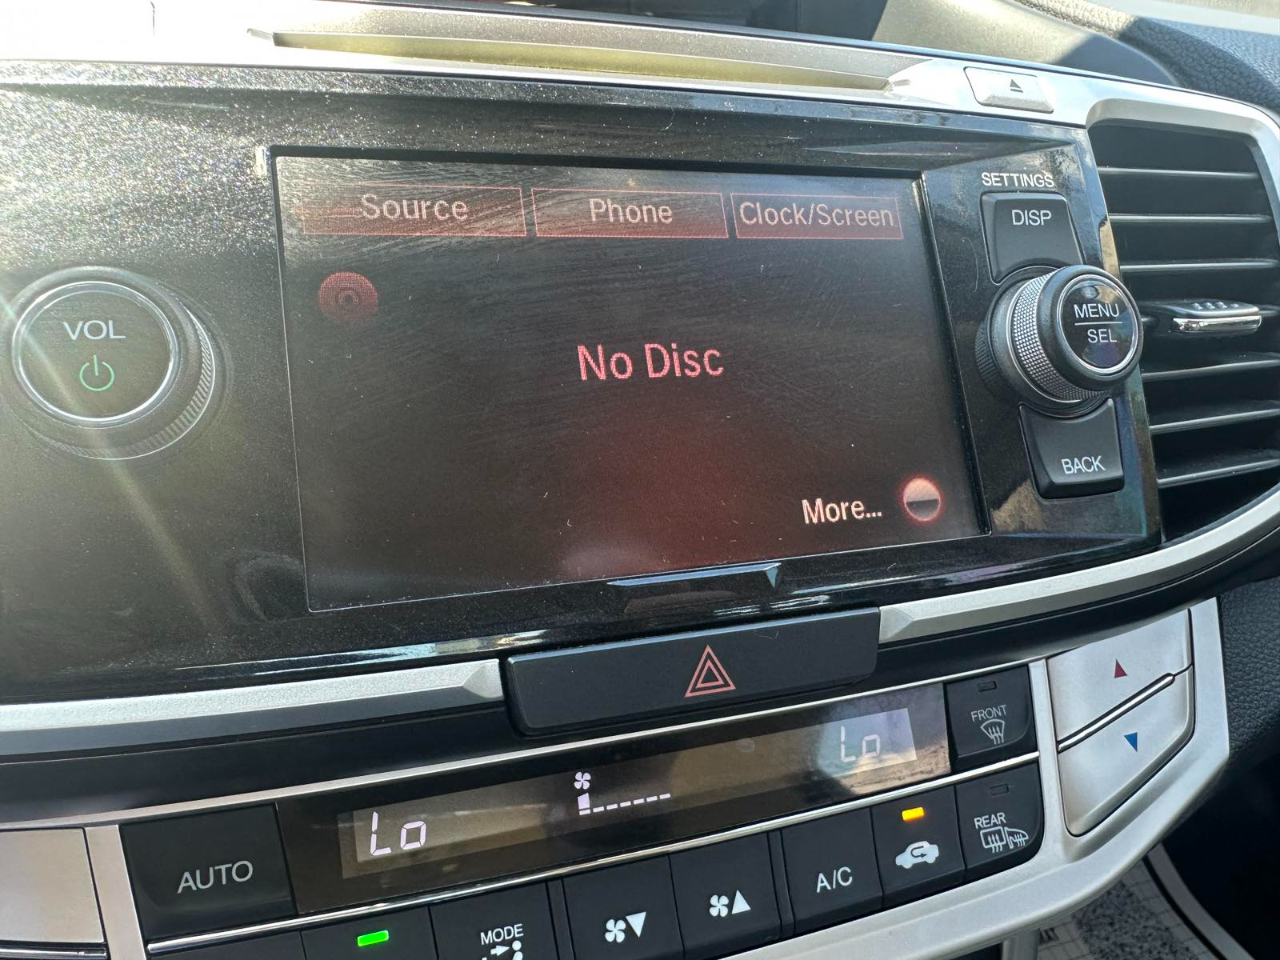 SETTINGS
Source
Phone
Clock/Screen
DISP
VOL
MENU
SEL
No Disc
BACK
More...
FRONT
Lo
Lo
AUTO
REAR
A/C
MODE